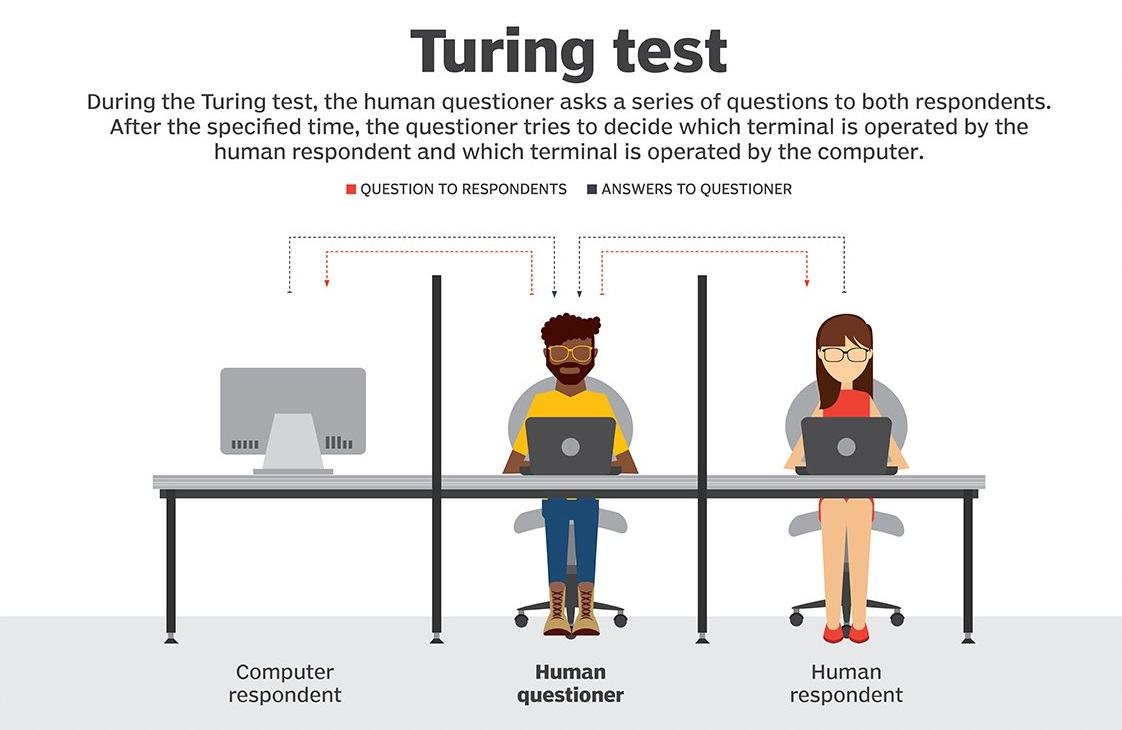 Turing test
During the Turing test, the human questioner asks a series of questions to both respondents.
After the specified time, the questioner tries to decide which terminal is operated by the
human respondent and which terminal is operated by the computer.
QUESTION TO RESPONDENTS ANSWERS TO QUESTIONER
Computer
respondent
Human
questioner
Human
respondent